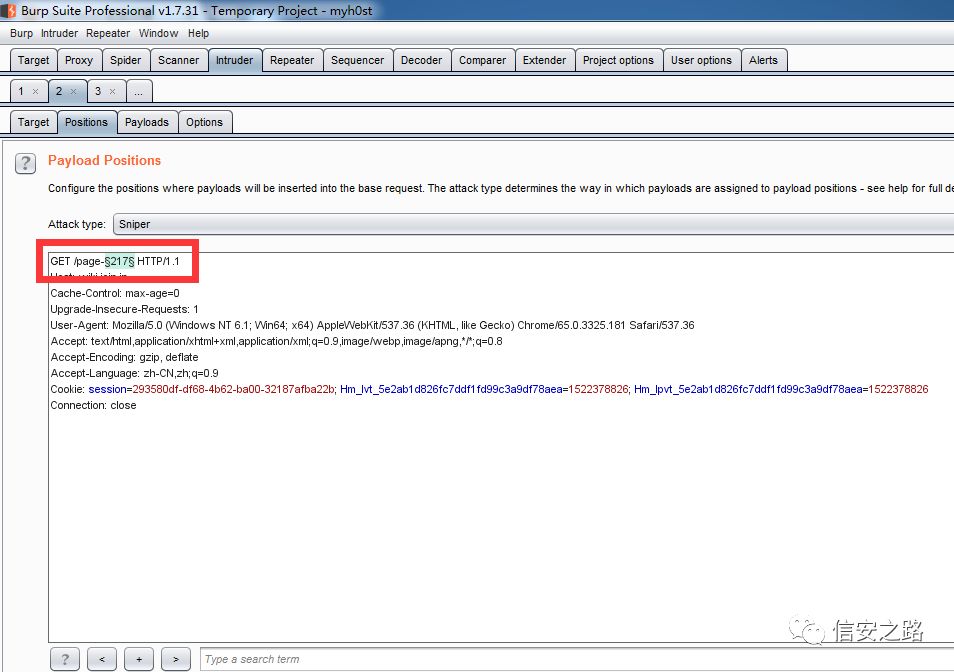 Burp Suite Professional v1.7.31 - Temporary Project - myh0st
Burp Intruder Repeater Window Help
Target Proxy Spider Scanner Intruder Repeater Sequencer Decoder Comparer Extender Project options User options Alerts
1 × 2 × 3 × ...
Target Positions Payloads Options
? Payload Positions
Configure the positions where payloads will be inserted into the base request. The attack type determines the way in which payloads are assigned to payload positions - see help for full de
Attack type: Sniper
GET /page-§217§ HTTP/1.1
Cache-Control: max-age=0
Upgrade-Insecure-Requests: 1
User-Agent: Mozilla/5.0 (Windows NT 6.1; Win64; x64) AppleWebKit/537.36 (KHTML, like Gecko) Chrome/65.0.3325.181 Safari/537.36
Accept: text/html,application/xhtml+xml,application/xml;q=0.9,image/webp,image/apng,*/*;q=0.8
Accept-Encoding: gzip, deflate
Accept-Language: zh-CN,zh;q=0.9
Cookie: session=293580df-df68-4b62-ba00-32187afba22b; Hm_lvt_5e2ab1d826fc7ddf1fd99c3a9df78aea=1522378826; Hm_lpvt_5e2ab1d826fc7ddf1fd99c3a9df78aea=1522378826
Connection: close
信安之路
? < + > Type a search term